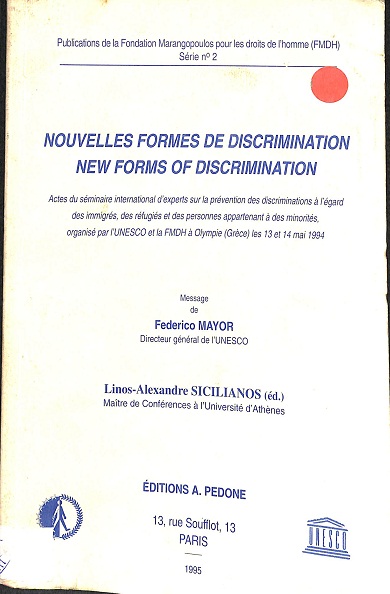 Publications de la Fondation Marangopoulos pour les droits de l'homme (FMDH)
Série nº 2
NOUVELLES FORMES DE DISCRIMINATION
NEW FORMS OF DISCRIMINATION
Actes du séminaire international d'experts sur la prévention des discriminations à l'égard
des immigrés, des réfugiés et des personnes appartenant à des minorités,
organisé par l'UNESCO et la FMDH à Olympie (Grèce) les 13 et 14 mai 1994
Message
de
Federico MAYOR
Directeur général de l'UNESCO
Linos-Alexandre SICILIANOS (éd.)
Maître de Conférences à l'Université d'Athènes
ÉDITIONS A. PEDONE
13, rue Soufflot, 13
PARIS
1995
UNESCO